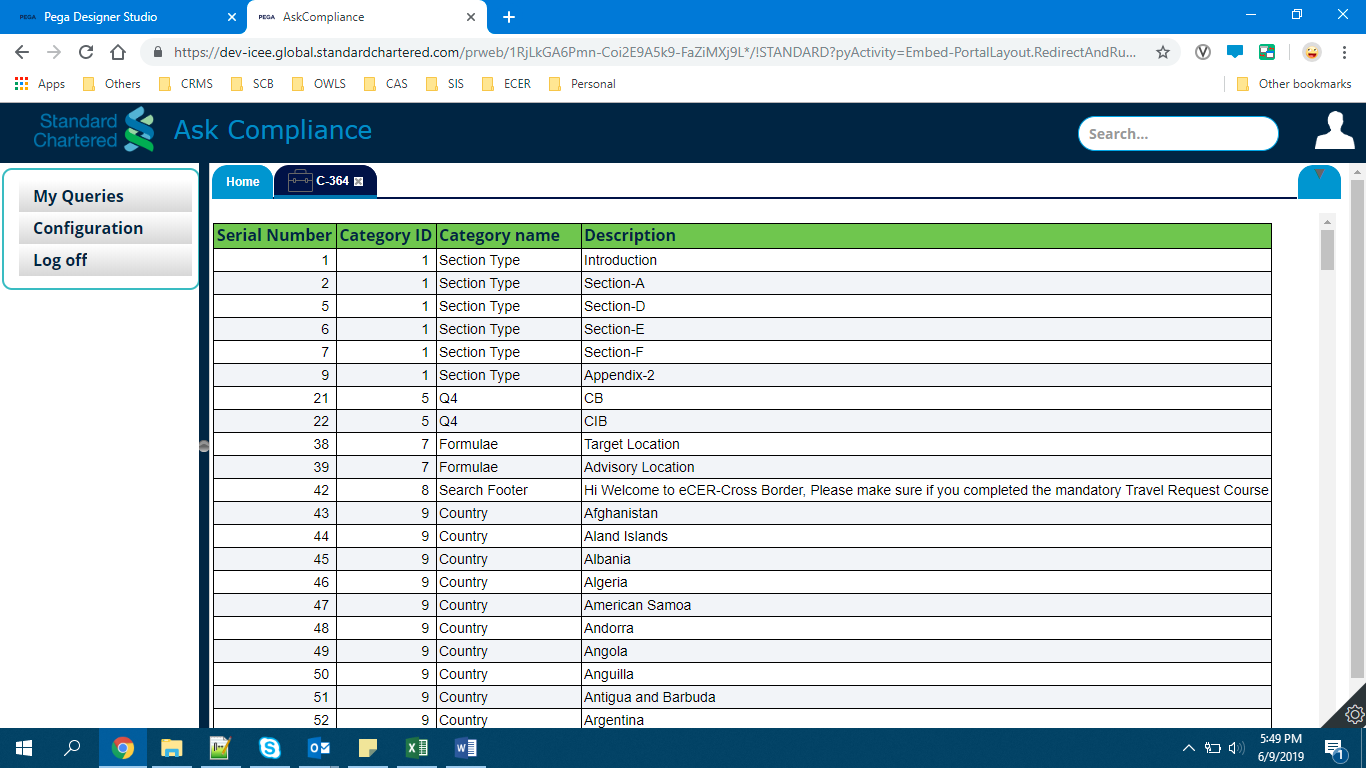 Pega Designer Studio
AskCompliance
https://dev-icee.global.standardchartered.com/prweb/1RjLkGA6Pmn-Coi2E9A5k9-FaZiMXj9L*/!STANDARD?pyActivity=Embed-PortalLayout.RedirectAndRu...
Apps Others CRMS SCB OWLS CAS SIS ECER Personal Other bookmarks
Standard
Chartered
Ask Compliance
Search...
My Queries
Configuration
Log off
Home C-364
Serial Number Category ID Category name Description
1 1 Section Type Introduction
2 1 Section Type Section-A
5 1 Section Type Section-D
6 1 Section Type Section-E
7 1 Section Type Section-F
9 1 Section Type Appendix-2
21 5 Q4 CB
22 5 Q4 CIB
38 7 Formulae Target Location
39 7 Formulae Advisory Location
42 8 Search Footer Hi Welcome to eCER-Cross Border, Please make sure if you completed the mandatory Travel Request Course
43 9 Country Afghanistan
44 9 Country Aland Islands
45 9 Country Albania
46 9 Country Algeria
47 9 Country American Samoa
48 9 Country Andorra
49 9 Country Angola
50 9 Country Anguilla
51 9 Country Antigua and Barbuda
52 9 Country Argentina
5:49 PM
6/9/2019
1